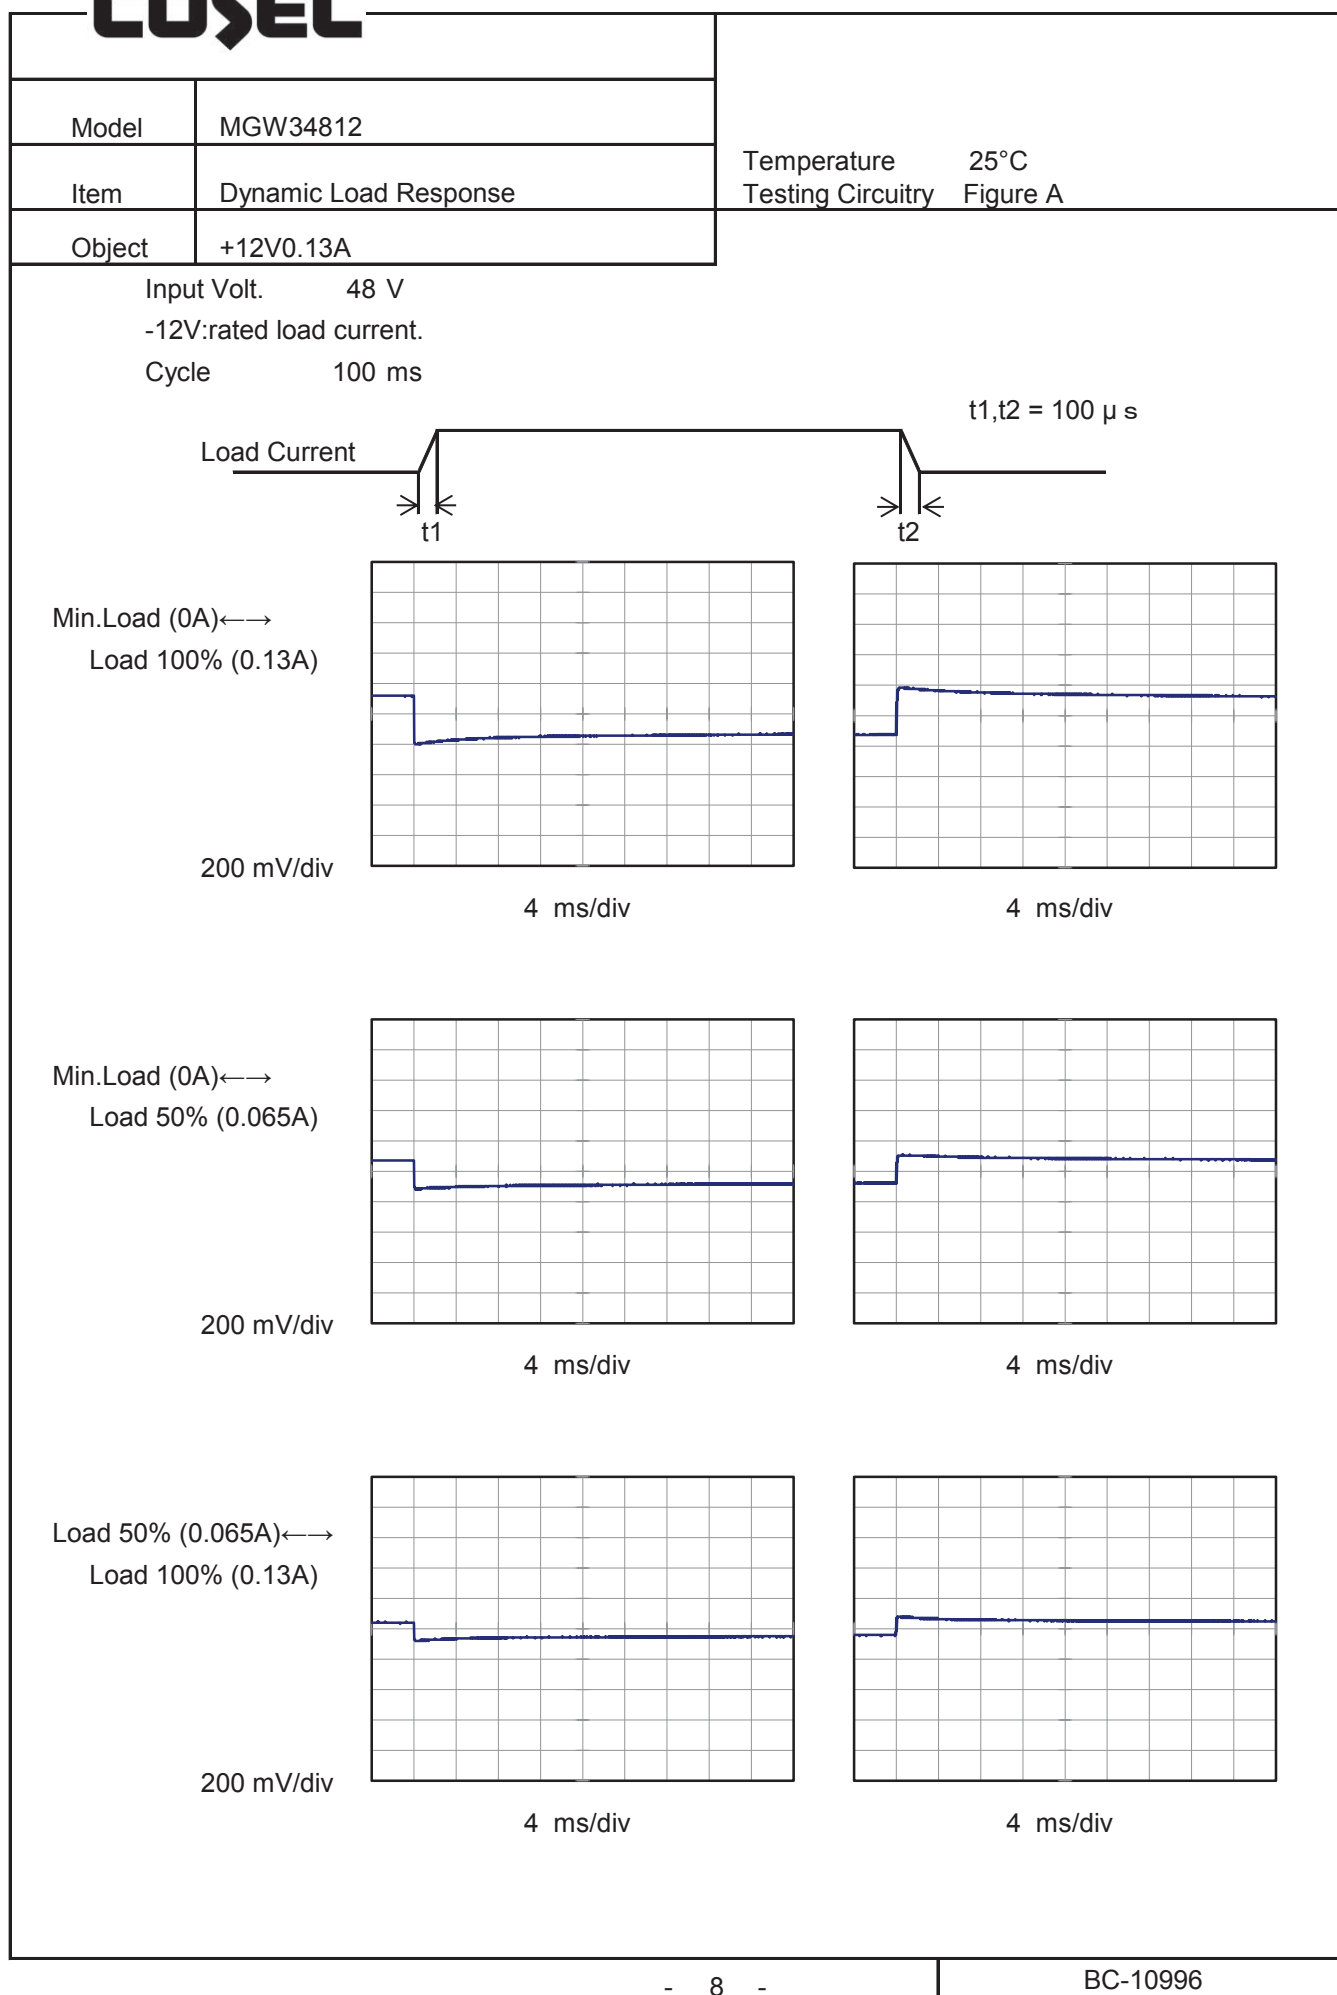 COSEL
Model MGW34812
Item Dynamic Load Response
Object +12V0.13A
Temperature 25°C
Testing Circuitry Figure A
Input Volt. 48 V
-12V:rated load current.
Cycle 100 ms
t1,t2 = 100 μs
Load Current
t1 t2
Min.Load (0A)←→
Load 100% (0.13A)
200 mV/div
4 ms/div 4 ms/div
Min.Load (0A)←→
Load 50% (0.065A)
200 mV/div
4 ms/div 4 ms/div
Load 50% (0.065A)←→
Load 100% (0.13A)
200 mV/div
4 ms/div 4 ms/div
- 8 - BC-10996